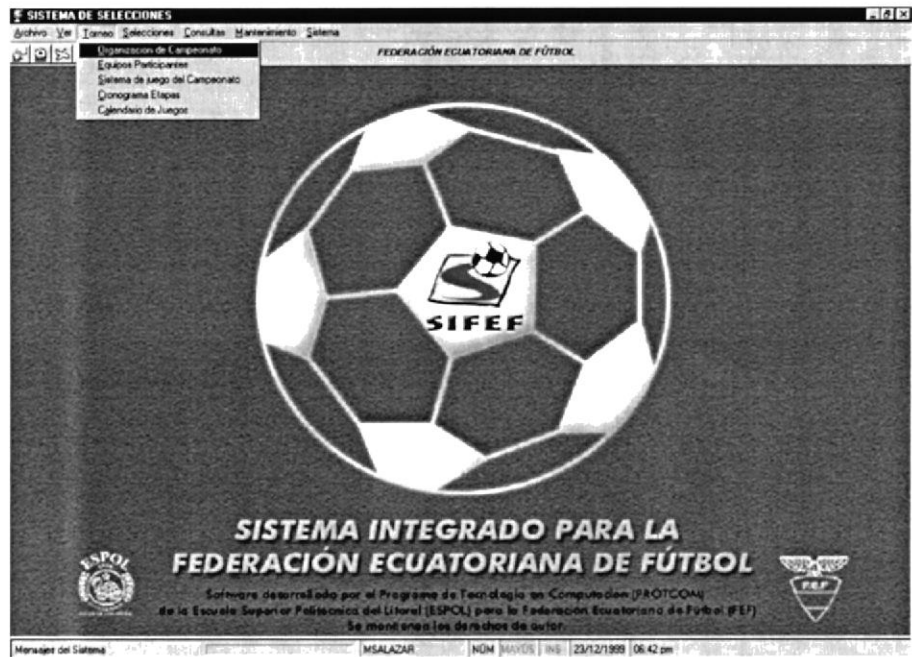 SISTEMA DE SELECCIONES
Archivo Ver Torneo Selecciones Consultas Mantenimiento Sistema
FEDERACIÓN ECUATORIANA DE FÚTBOL
Organización de Campeonato
Equipos Participantes
Sistema de juego del Campeonato
Cronograma Etapas
Calendario de Juegos
SIFEF
SISTEMA INTEGRADO PARA LA
FEDERACIÓN ECUATORIANA DE FÚTBOL
ESPOL
F.E.F
Software desarrollado por el Programa de Tecnología en Computación (PROTCOM)
de la Escuela Superior Politécnica del Litoral (ESPOL) para la Federación Ecuatoriana de Fútbol (FEF)
Se mantienen los derechos de autor.
Mensajes del Sistema MSALAZAR NÚM MAYÚS INS 23/12/1999 06:42 pm